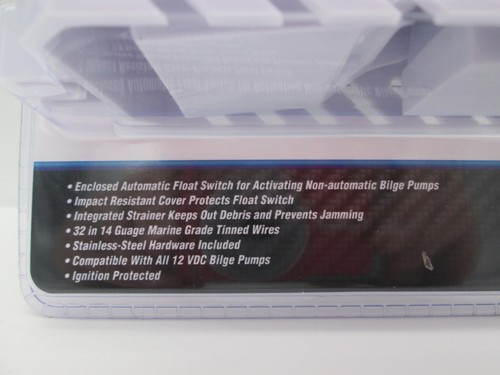 • Enclosed Automatic Float Switch for Activating Non-automatic Bilge Pumps
• Impact Resistant Cover Protects Float Switch
• Integrated Strainer Keeps Out Debris and Prevents Jamming
• 32 in 14 Guage Marine Grade Tinned Wires
• Stainless-Steel Hardware Included
• Compatible With All 12 VDC Bilge Pumps
• Ignition Protected